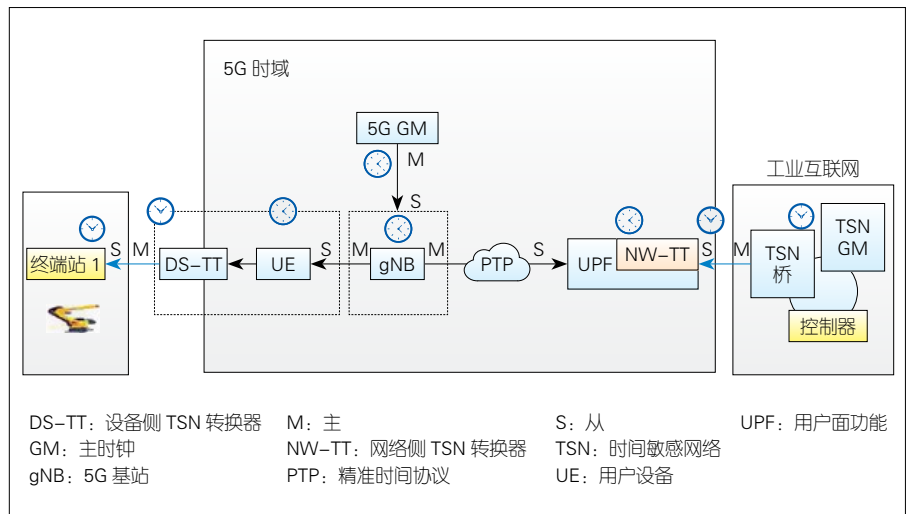 5G 时域
5G GM
M
S
工业互联网
终端站 1
S
M
DS-TT
UE
S
M
gNB
M
PTP
S
UPF
NW-TT
S
M
TSN
桥
TSN
GM
控制器
DS-TT：设备侧 TSN 转换器 M：主 S：从 UPF：用户面功能
GM：主时钟 NW-TT：网络侧 TSN 转换器 TSN：时间敏感网络
gNB：5G 基站 PTP：精准时间协议 UE：用户设备